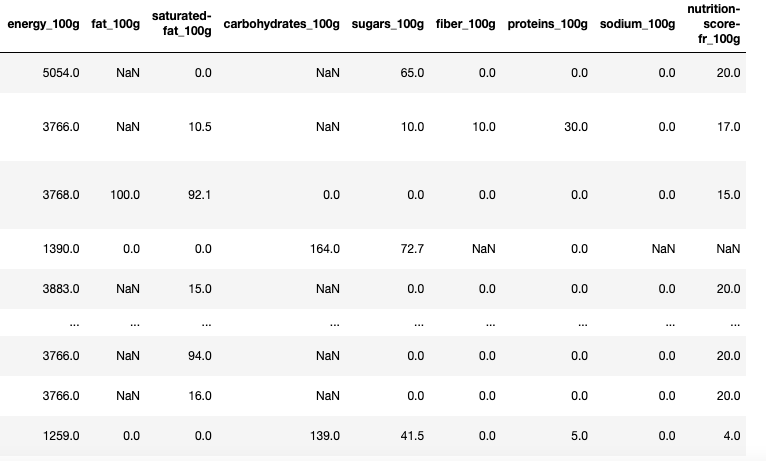 energy_100g fat_100g saturated-fat_100g carbohydrates_100g sugars_100g fiber_100g proteins_100g sodium_100g nutrition-score-fr_100g
5054.0 NaN 0.0 NaN 65.0 0.0 0.0 0.0 20.0
3766.0 NaN 10.5 NaN 10.0 10.0 30.0 0.0 17.0
3768.0 100.0 92.1 0.0 0.0 0.0 0.0 0.0 15.0
1390.0 0.0 0.0 164.0 72.7 NaN 0.0 NaN NaN
3883.0 NaN 15.0 NaN 0.0 0.0 0.0 0.0 20.0
... ... ... ... ... ... ... ... ...
3766.0 NaN 94.0 NaN 0.0 0.0 0.0 0.0 20.0
3766.0 NaN 16.0 NaN 0.0 0.0 0.0 0.0 20.0
1259.0 0.0 0.0 139.0 41.5 0.0 5.0 0.0 4.0